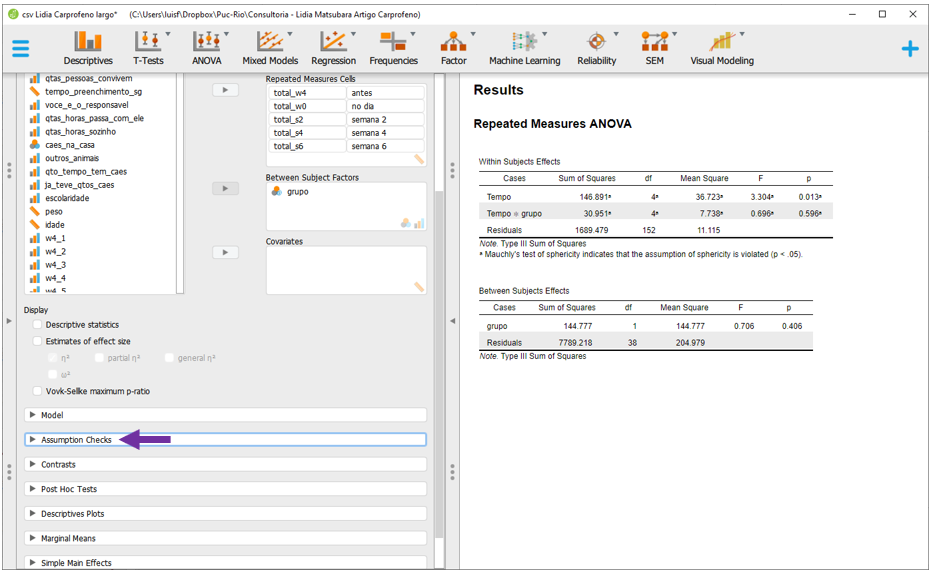 csv Lidia Carprofeno largo* (C:\Users\luisf\Dropbox\Puc-Rio\Consultoria - Lidia Matsubara Artigo Carprofeno)
Descriptives T-Tests ANOVA Mixed Models Regression Frequencies Factor Machine Learning Reliability SEM Visual Modeling
qtas_pessoas_convivem
tempo_preenchimento_sg
voce_e_o_responsavel
qtas_horas_passa_com_ele
qtas_horas_sozinho
caes_na_casa
outros_animais
qto_tempo_tem_caes
ja_teve_qtos_caes
escolaridade
peso
idade
w4_1
w4_2
w4_3
w4_4
w4_5
Repeated Measures Cells
total_w4 antes
total_w0 no dia
total_s2 semana 2
total_s4 semana 4
total_s6 semana 6
Between Subject Factors
grupo
Covariates
Display
Descriptive statistics
Estimates of effect size
η² partial η² general η²
ω²
Vovk-Sellke maximum p-ratio
Model
Assumption Checks
Contrasts
Post Hoc Tests
Descriptives Plots
Marginal Means
Simple Main Effects
Results
Repeated Measures ANOVA
Within Subjects Effects
Cases Sum of Squares df Mean Square F p
Tempo 146.891ᵃ 4ᵃ 36.723ᵃ 3.304ᵃ 0.013ᵃ
Tempo ✻ grupo 30.951ᵃ 4ᵃ 7.738ᵃ 0.696ᵃ 0.596ᵃ
Residuals 1689.479 152 11.115
Note. Type III Sum of Squares
ᵃ Mauchly's test of sphericity indicates that the assumption of sphericity is violated (p < .05).
Between Subjects Effects
Cases Sum of Squares df Mean Square F p
grupo 144.777 1 144.777 0.706 0.406
Residuals 7789.218 38 204.979
Note. Type III Sum of Squares